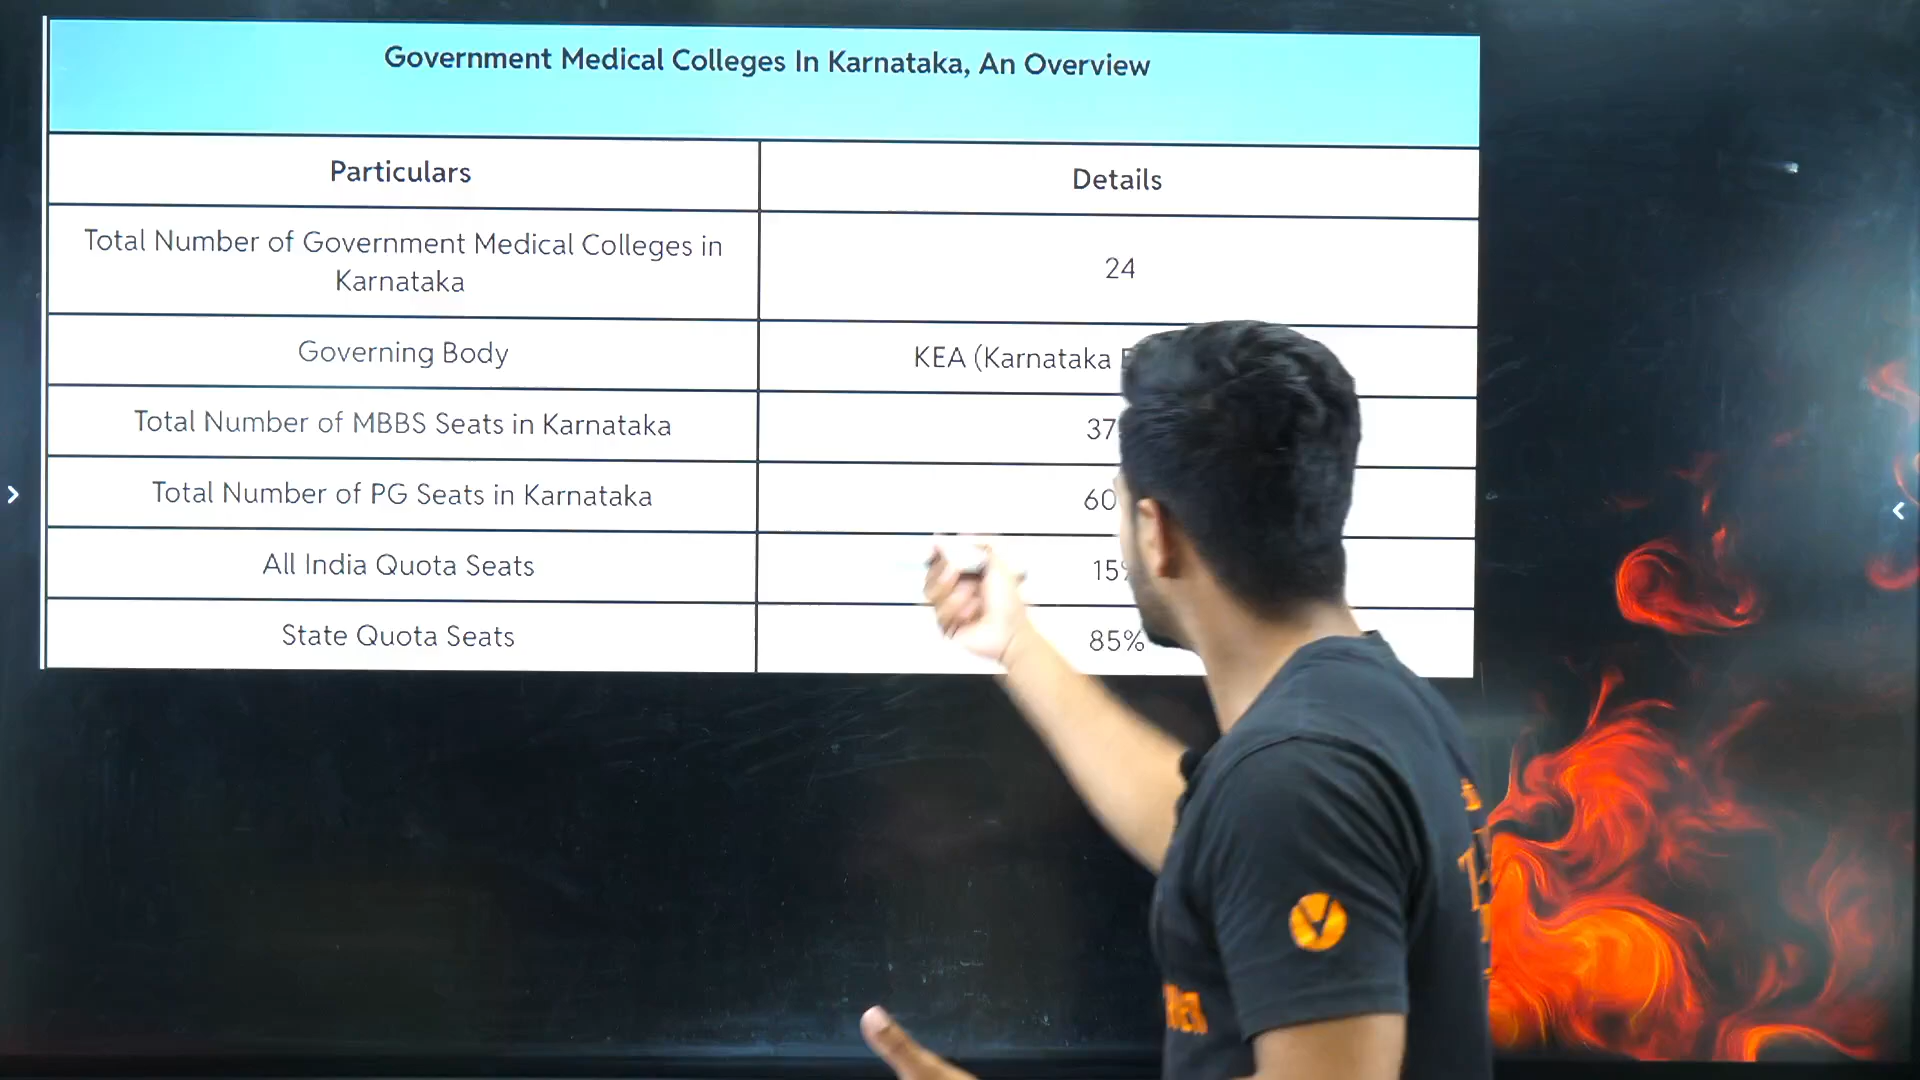 Government Medical Colleges In Karnataka, An Overview
Particulars
Details
Total Number of Government Medical Colleges in
Karnataka
24
Governing Body
KEA (Karnataka
Total Number of MBBS Seats in Karnataka
37
Total Number of PG Seats in Karnataka
60
All India Quota Seats
15%
State Quota Seats
85%